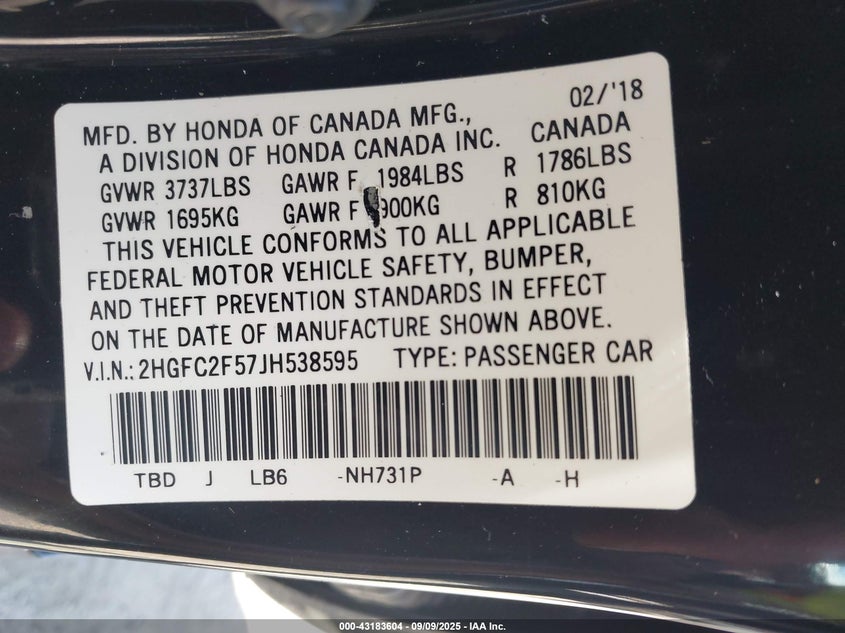 02/'18
MFD. BY HONDA OF CANADA MFG.,
A DIVISION OF HONDA CANADA INC. CANADA
GVWR 3737LBS GAWR F 1984LBS R 1786LBS
GVWR 1695KG GAWR F 900KG R 810KG
THIS VEHICLE CONFORMS TO ALL APPLICABLE
FEDERAL MOTOR VEHICLE SAFETY, BUMPER,
AND THEFT PREVENTION STANDARDS IN EFFECT
ON THE DATE OF MANUFACTURE SHOWN ABOVE.
V.I.N.: 2HGFC2F57JH538595 TYPE: PASSENGER CAR
TBD J LB6 -NH731P -A -H
000-43183604 - 09/09/2025 - IAA Inc.